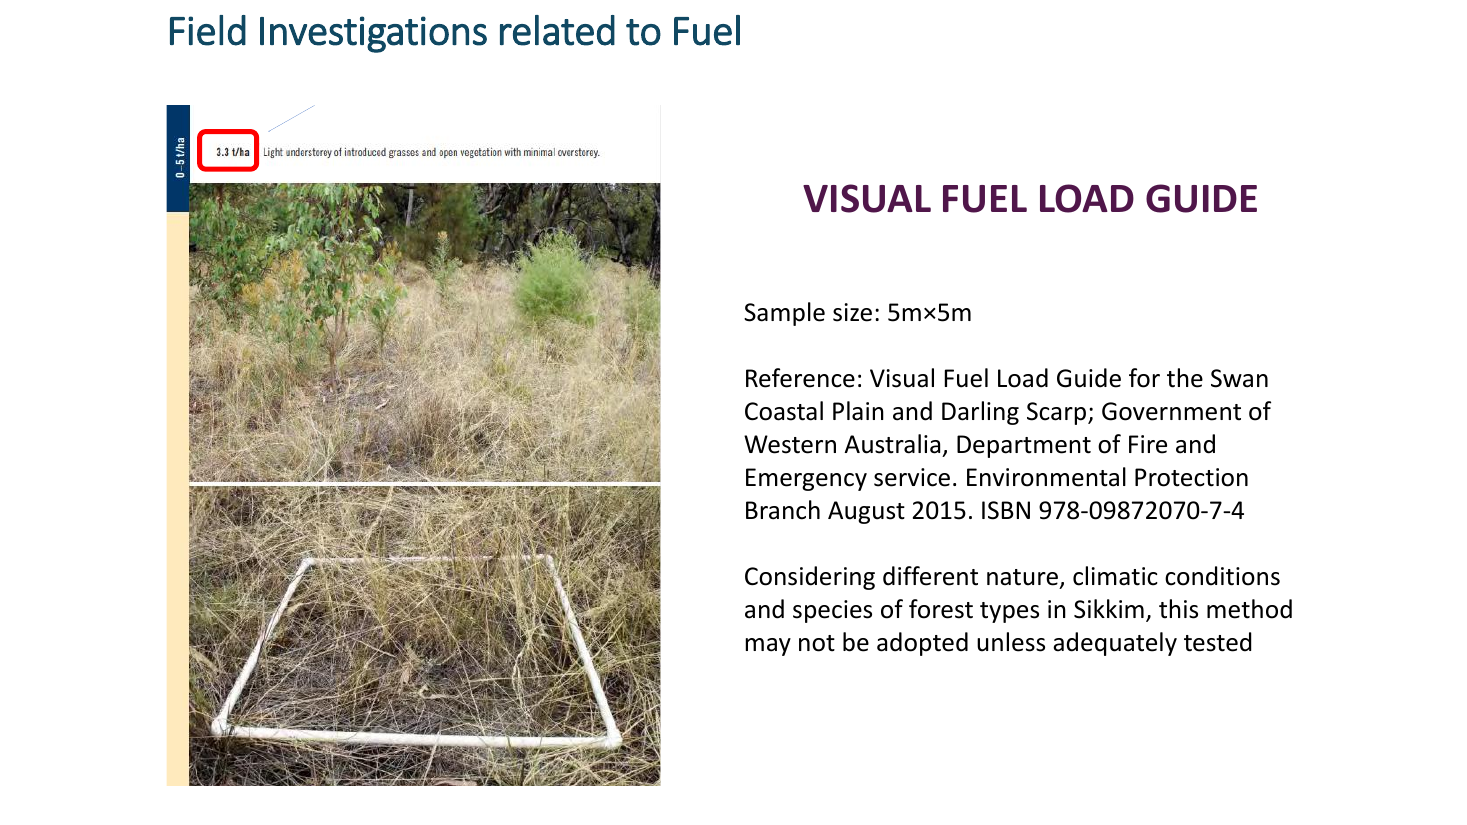 Field Investigations related to Fuel
0–5 t/ha
3.3 t/ha Light understorey of introduced grasses and open vegetation with minimal overstorey.
VISUAL FUEL LOAD GUIDE
Sample size: 5m×5m
Reference: Visual Fuel Load Guide for the Swan
Coastal Plain and Darling Scarp; Government of
Western Australia, Department of Fire and
Emergency service. Environmental Protection
Branch August 2015. ISBN 978-09872070-7-4
Considering different nature, climatic conditions
and species of forest types in Sikkim, this method
may not be adopted unless adequately tested